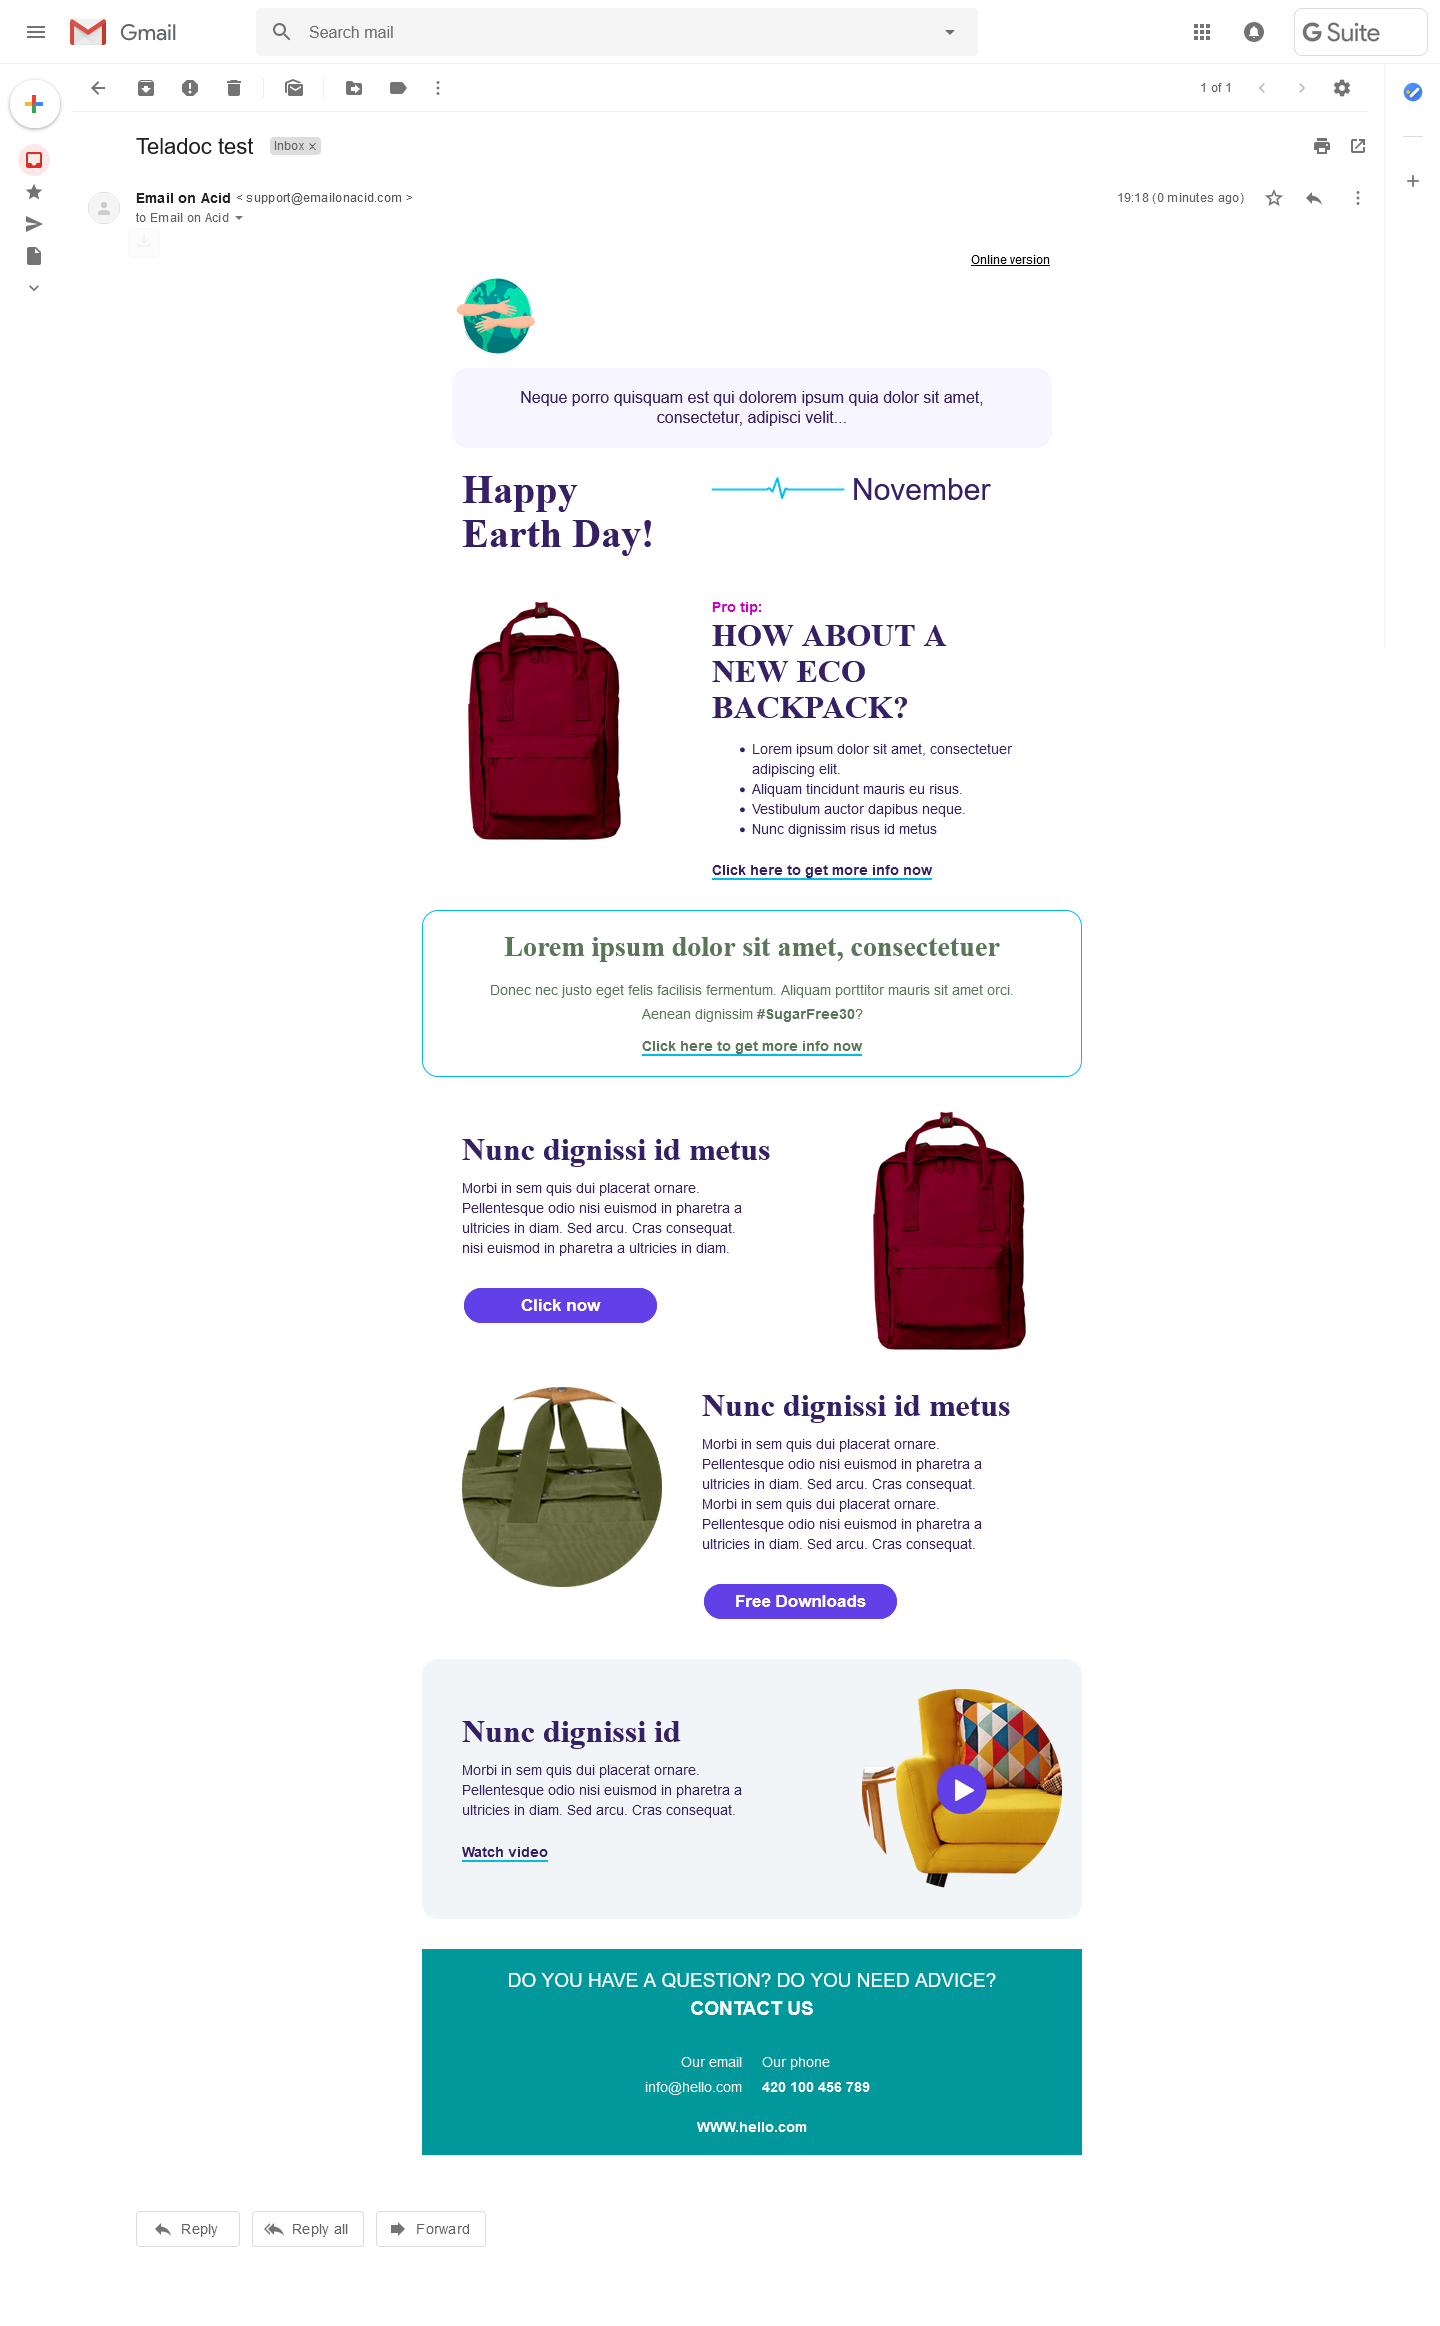 Gmail
Search mail
G Suite
1 of 1
Teladoc test
Inbox ×
Email on Acid < support@emailonacid.com >
19:18 (0 minutes ago)
to Email on Acid
Online version
Neque porro quisquam est qui dolorem ipsum quia dolor sit amet,
consectetur, adipisci velit...
Happy
Earth Day!
November
Pro tip:
HOW ABOUT A
NEW ECO
BACKPACK?
• Lorem ipsum dolor sit amet, consectetuer
adipiscing elit.
• Aliquam tincidunt mauris eu risus.
• Vestibulum auctor dapibus neque.
• Nunc dignissim risus id metus
Click here to get more info now
Lorem ipsum dolor sit amet, consectetuer
Donec nec justo eget felis facilisis fermentum. Aliquam porttitor mauris sit amet orci.
Aenean dignissim #SugarFree30?
Click here to get more info now
Nunc dignissi id metus
Morbi in sem quis dui placerat ornare.
Pellentesque odio nisi euismod in pharetra a
ultricies in diam. Sed arcu. Cras consequat.
nisi euismod in pharetra a ultricies in diam.
Click now
Nunc dignissi id metus
Morbi in sem quis dui placerat ornare.
Pellentesque odio nisi euismod in pharetra a
ultricies in diam. Sed arcu. Cras consequat.
Morbi in sem quis dui placerat ornare.
Pellentesque odio nisi euismod in pharetra a
ultricies in diam. Sed arcu. Cras consequat.
Free Downloads
Nunc dignissi id
Morbi in sem quis dui placerat ornare.
Pellentesque odio nisi euismod in pharetra a
ultricies in diam. Sed arcu. Cras consequat.
Watch video
DO YOU HAVE A QUESTION? DO YOU NEED ADVICE?
CONTACT US
Our email Our phone
info@hello.com 420 100 456 789
WWW.hello.com
Reply
Reply all
Forward